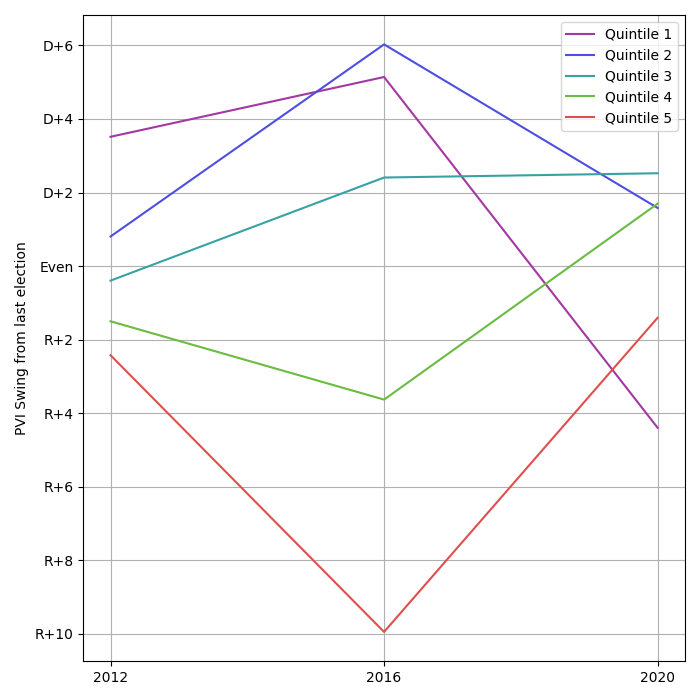 Quintile 1
Quintile 2
Quintile 3
Quintile 4
Quintile 5
PVI Swing from last election
D+6
D+4
D+2
Even
R+2
R+4
R+6
R+8
R+10
2012 2016 2020